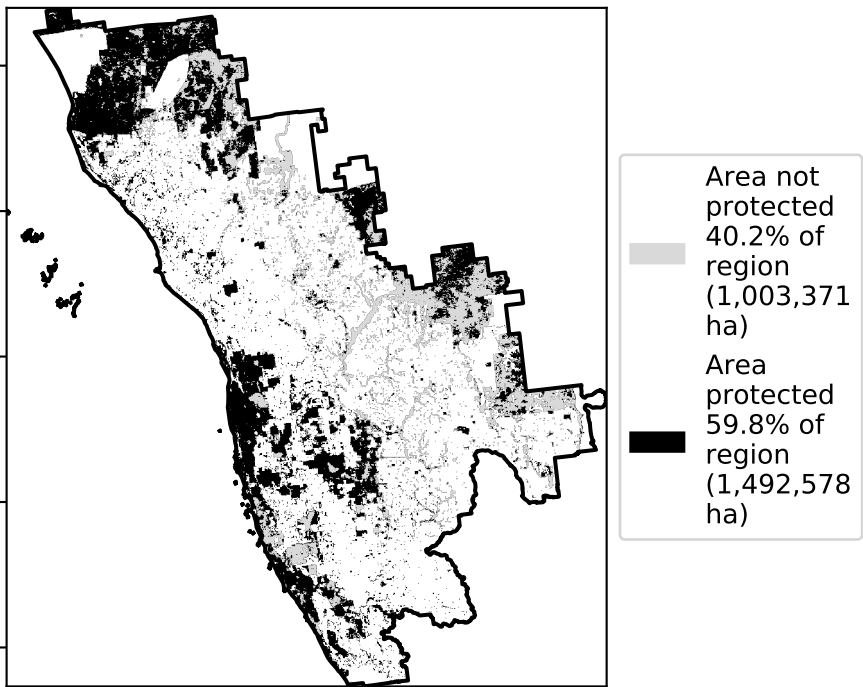 Area not
protected
40.2% of
region
(1,003,371
ha)
Area
protected
59.8% of
region
(1,492,578
ha)